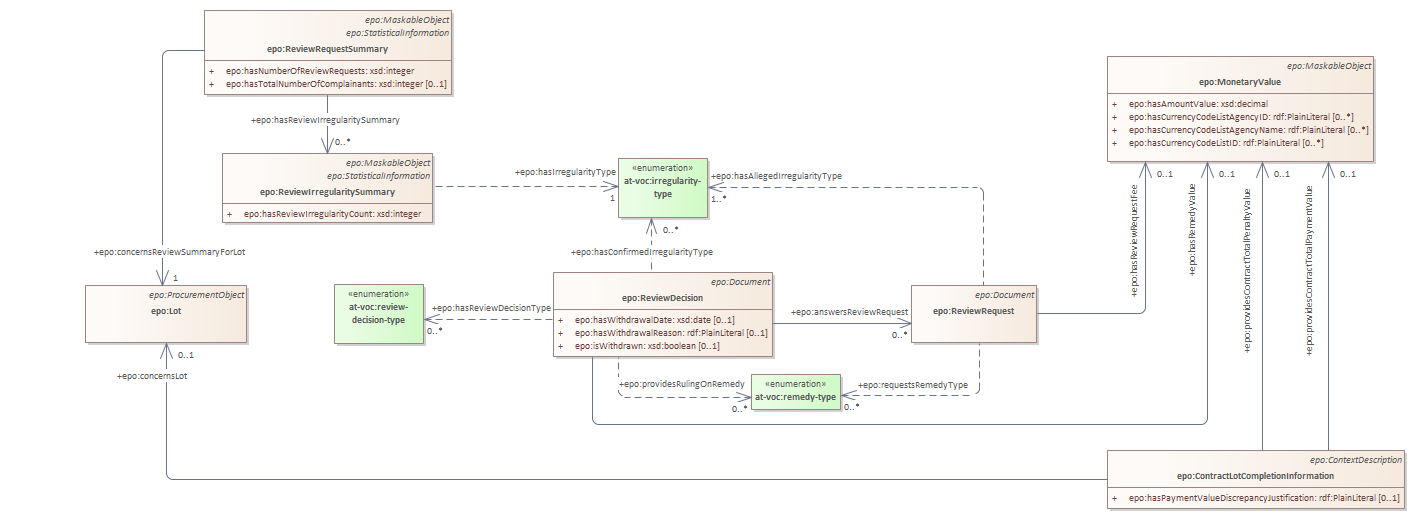 epo:MaskableObject
epo:StatisticalInformation
epo:ReviewRequestSummary
+ epo:hasNumberOfReviewRequests: xsd:integer
+ epo:hasTotalNumberOfComplainants: xsd:integer [0..1]
+epo:hasReviewIrregularitySummary
0..*
epo:MaskableObject
epo:StatisticalInformation
epo:ReviewIrregularitySummary
+ epo:hasReviewIrregularityCount: xsd:integer
+epo:hasIrregularityType
1
«enumeration»
at-voc:irregularity-
type
+epo:hasAllegedIrregularityType
1..*
epo:MaskableObject
epo:MonetaryValue
+ epo:hasAmountValue: xsd:decimal
+ epo:hasCurrencyCodeListAgencyID: rdf:PlainLiteral [0..*]
+ epo:hasCurrencyCodeListAgencyName: rdf:PlainLiteral [0..*]
+ epo:hasCurrencyCodeListID: rdf:PlainLiteral [0..*]
0..1
0..1
0..1
0..1
+epo:hasReviewRequestFee
+epo:hasRemedyValue
+epo:providesContractTotalPenaltyValue
+epo:providesContractTotalPaymentValue
0..*
+epo:hasConfirmedIrregularityType
+epo:concernsReviewSummaryForLot
1
epo:ProcurementObject
epo:Lot
«enumeration»
at-voc:review-
decision-type
+epo:hasReviewDecisionType
0..*
epo:Document
epo:ReviewDecision
+ epo:hasWithdrawalDate: xsd:date [0..1]
+ epo:hasWithdrawalReason: rdf:PlainLiteral [0..1]
+ epo:isWithdrawn: xsd:boolean [0..1]
+epo:answersReviewRequest
0..*
epo:Document
epo:ReviewRequest
0..1
+epo:concernsLot
+epo:providesRulingOnRemedy
0..*
«enumeration»
at-voc:remedy-type
+epo:requestsRemedyType
0..*
epo:ContextDescription
epo:ContractLotCompletionInformation
+ epo:hasPaymentValueDiscrepancyJustification: rdf:PlainLiteral [0..1]